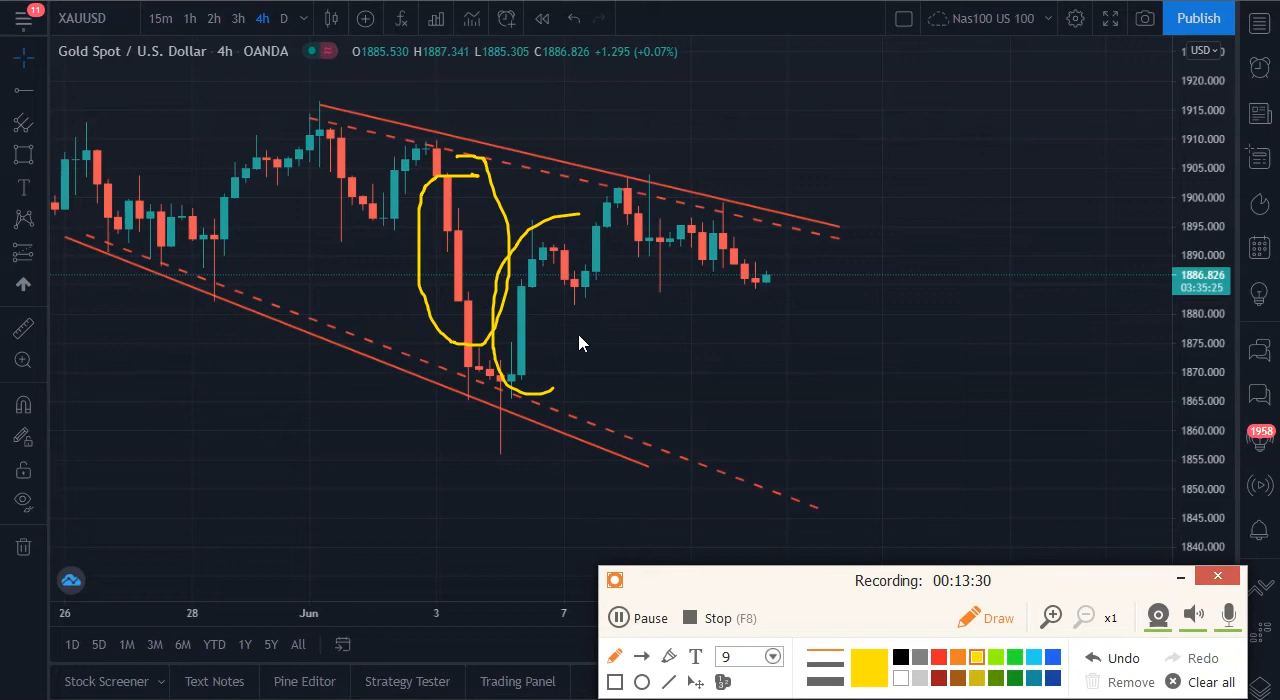 11
XAUUSD
15m 1h 2h 3h 4h D
Nas100 US 100
Publish
Gold Spot / U.S. Dollar · 4h · OANDA
O1885.530 H1887.341 L1885.305 C1886.826 +1.295 (+0.07%)
USD
1920.000
1915.000
1910.000
1905.000
1900.000
1895.000
1890.000
1886.826
03:35:25
1880.000
1875.000
1870.000
1865.000
1860.000
1855.000
1850.000
1845.000
1840.000
1958
26 28 Jun 3 7
1D 5D 1M 3M 6M YTD 1Y 5Y All
Stock Screener Text Notes Pine Editor Strategy Tester Trading Panel
Recording: 00:13:30
Pause Stop (F8) Draw x1
T 9
Undo Redo
Remove Clear all